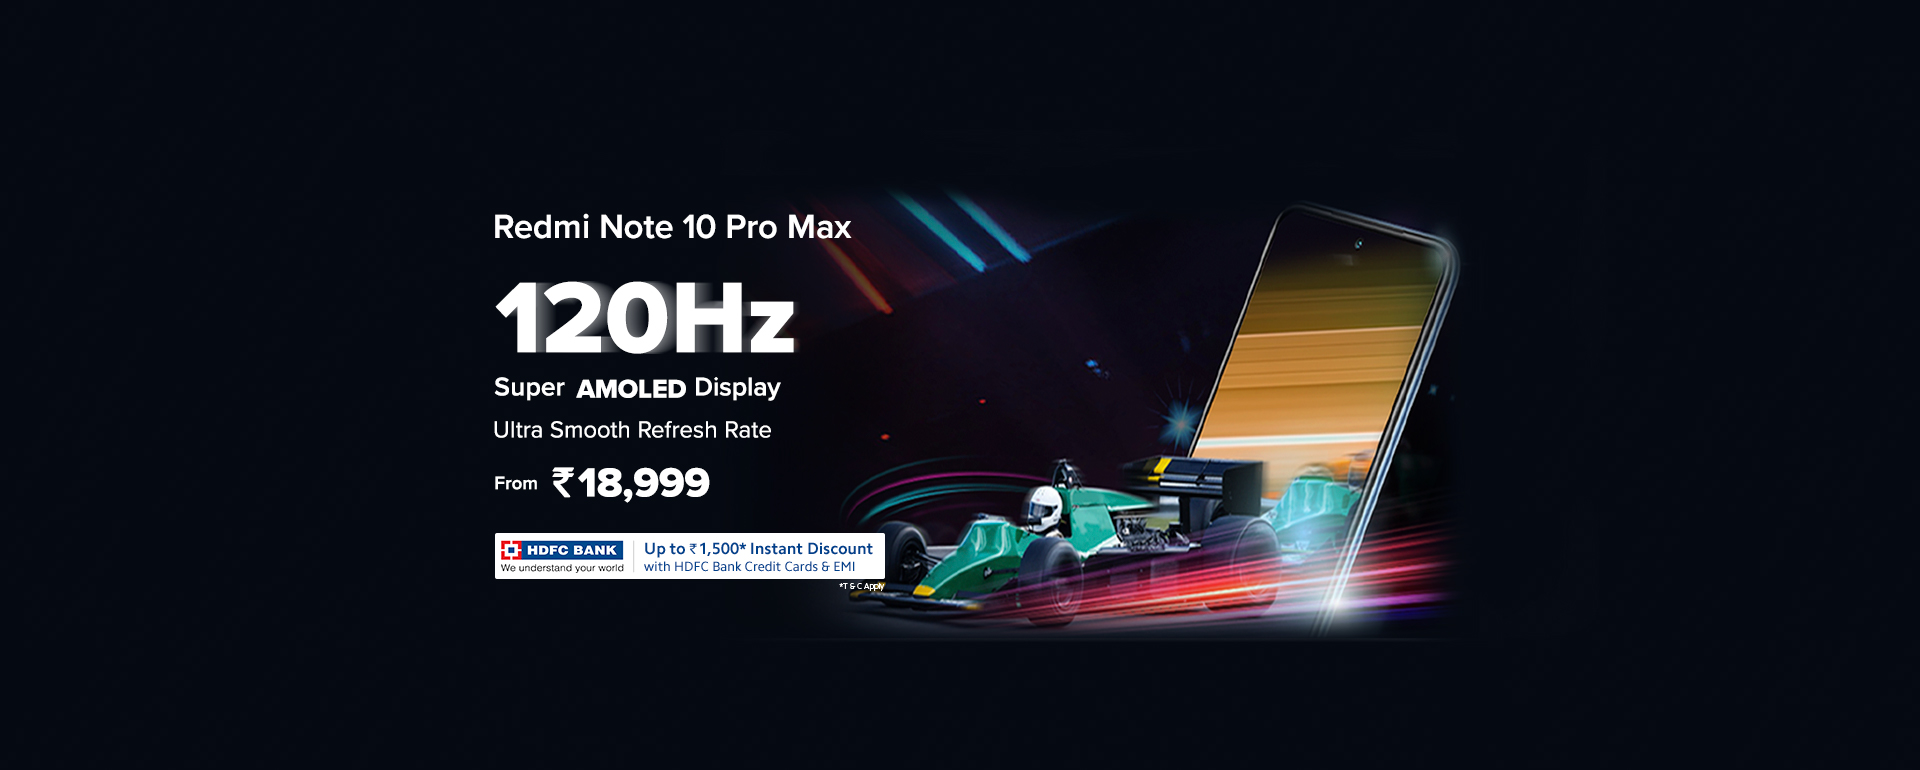 Redmi Note 10 Pro Max
120Hz
Super AMOLED Display
Ultra Smooth Refresh Rate
From ₹18,999
HDFC BANK
We understand your world
Up to ₹1,500* Instant Discount
with HDFC Bank Credit Cards & EMI
*T & C Apply